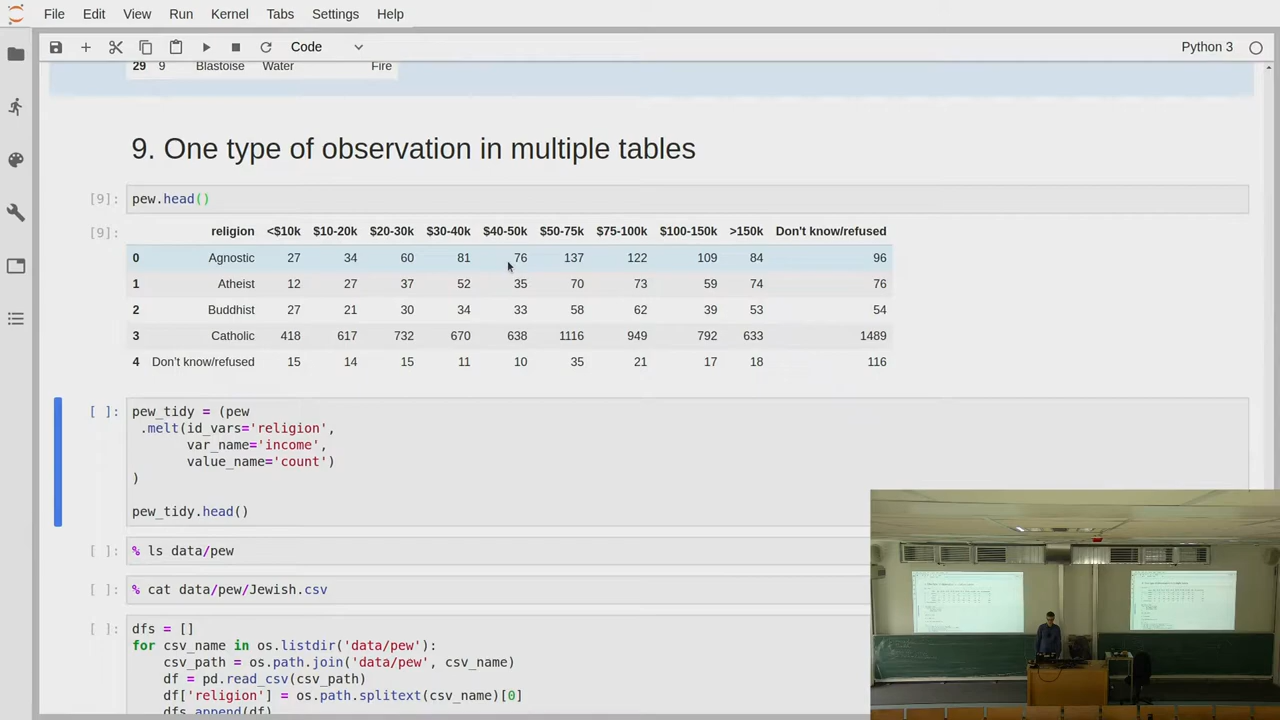 File Edit View Run Kernel Tabs Settings Help
Code Python 3
29 9 Blastoise Water Fire
9. One type of observation in multiple tables
[9]: pew.head()
[9]: religion <$10k $10-20k $20-30k $30-40k $40-50k $50-75k $75-100k $100-150k >150k Don't know/refused
0 Agnostic 27 34 60 81 76 137 122 109 84 96
1 Atheist 12 27 37 52 35 70 73 59 74 76
2 Buddhist 27 21 30 34 33 58 62 39 53 54
3 Catholic 418 617 732 670 638 1116 949 792 633 1489
4 Don't know/refused 15 14 15 11 10 35 21 17 18 116
[ ]: pew_tidy = (pew
.melt(id_vars='religion',
var_name='income',
value_name='count')
)
pew_tidy.head()
[ ]: % ls data/pew
[ ]: % cat data/pew/Jewish.csv
[ ]: dfs = []
for csv_name in os.listdir('data/pew'):
csv_path = os.path.join('data/pew', csv_name)
df = pd.read_csv(csv_path)
df['religion'] = os.path.splitext(csv_name)[0]
dfs.append(df)